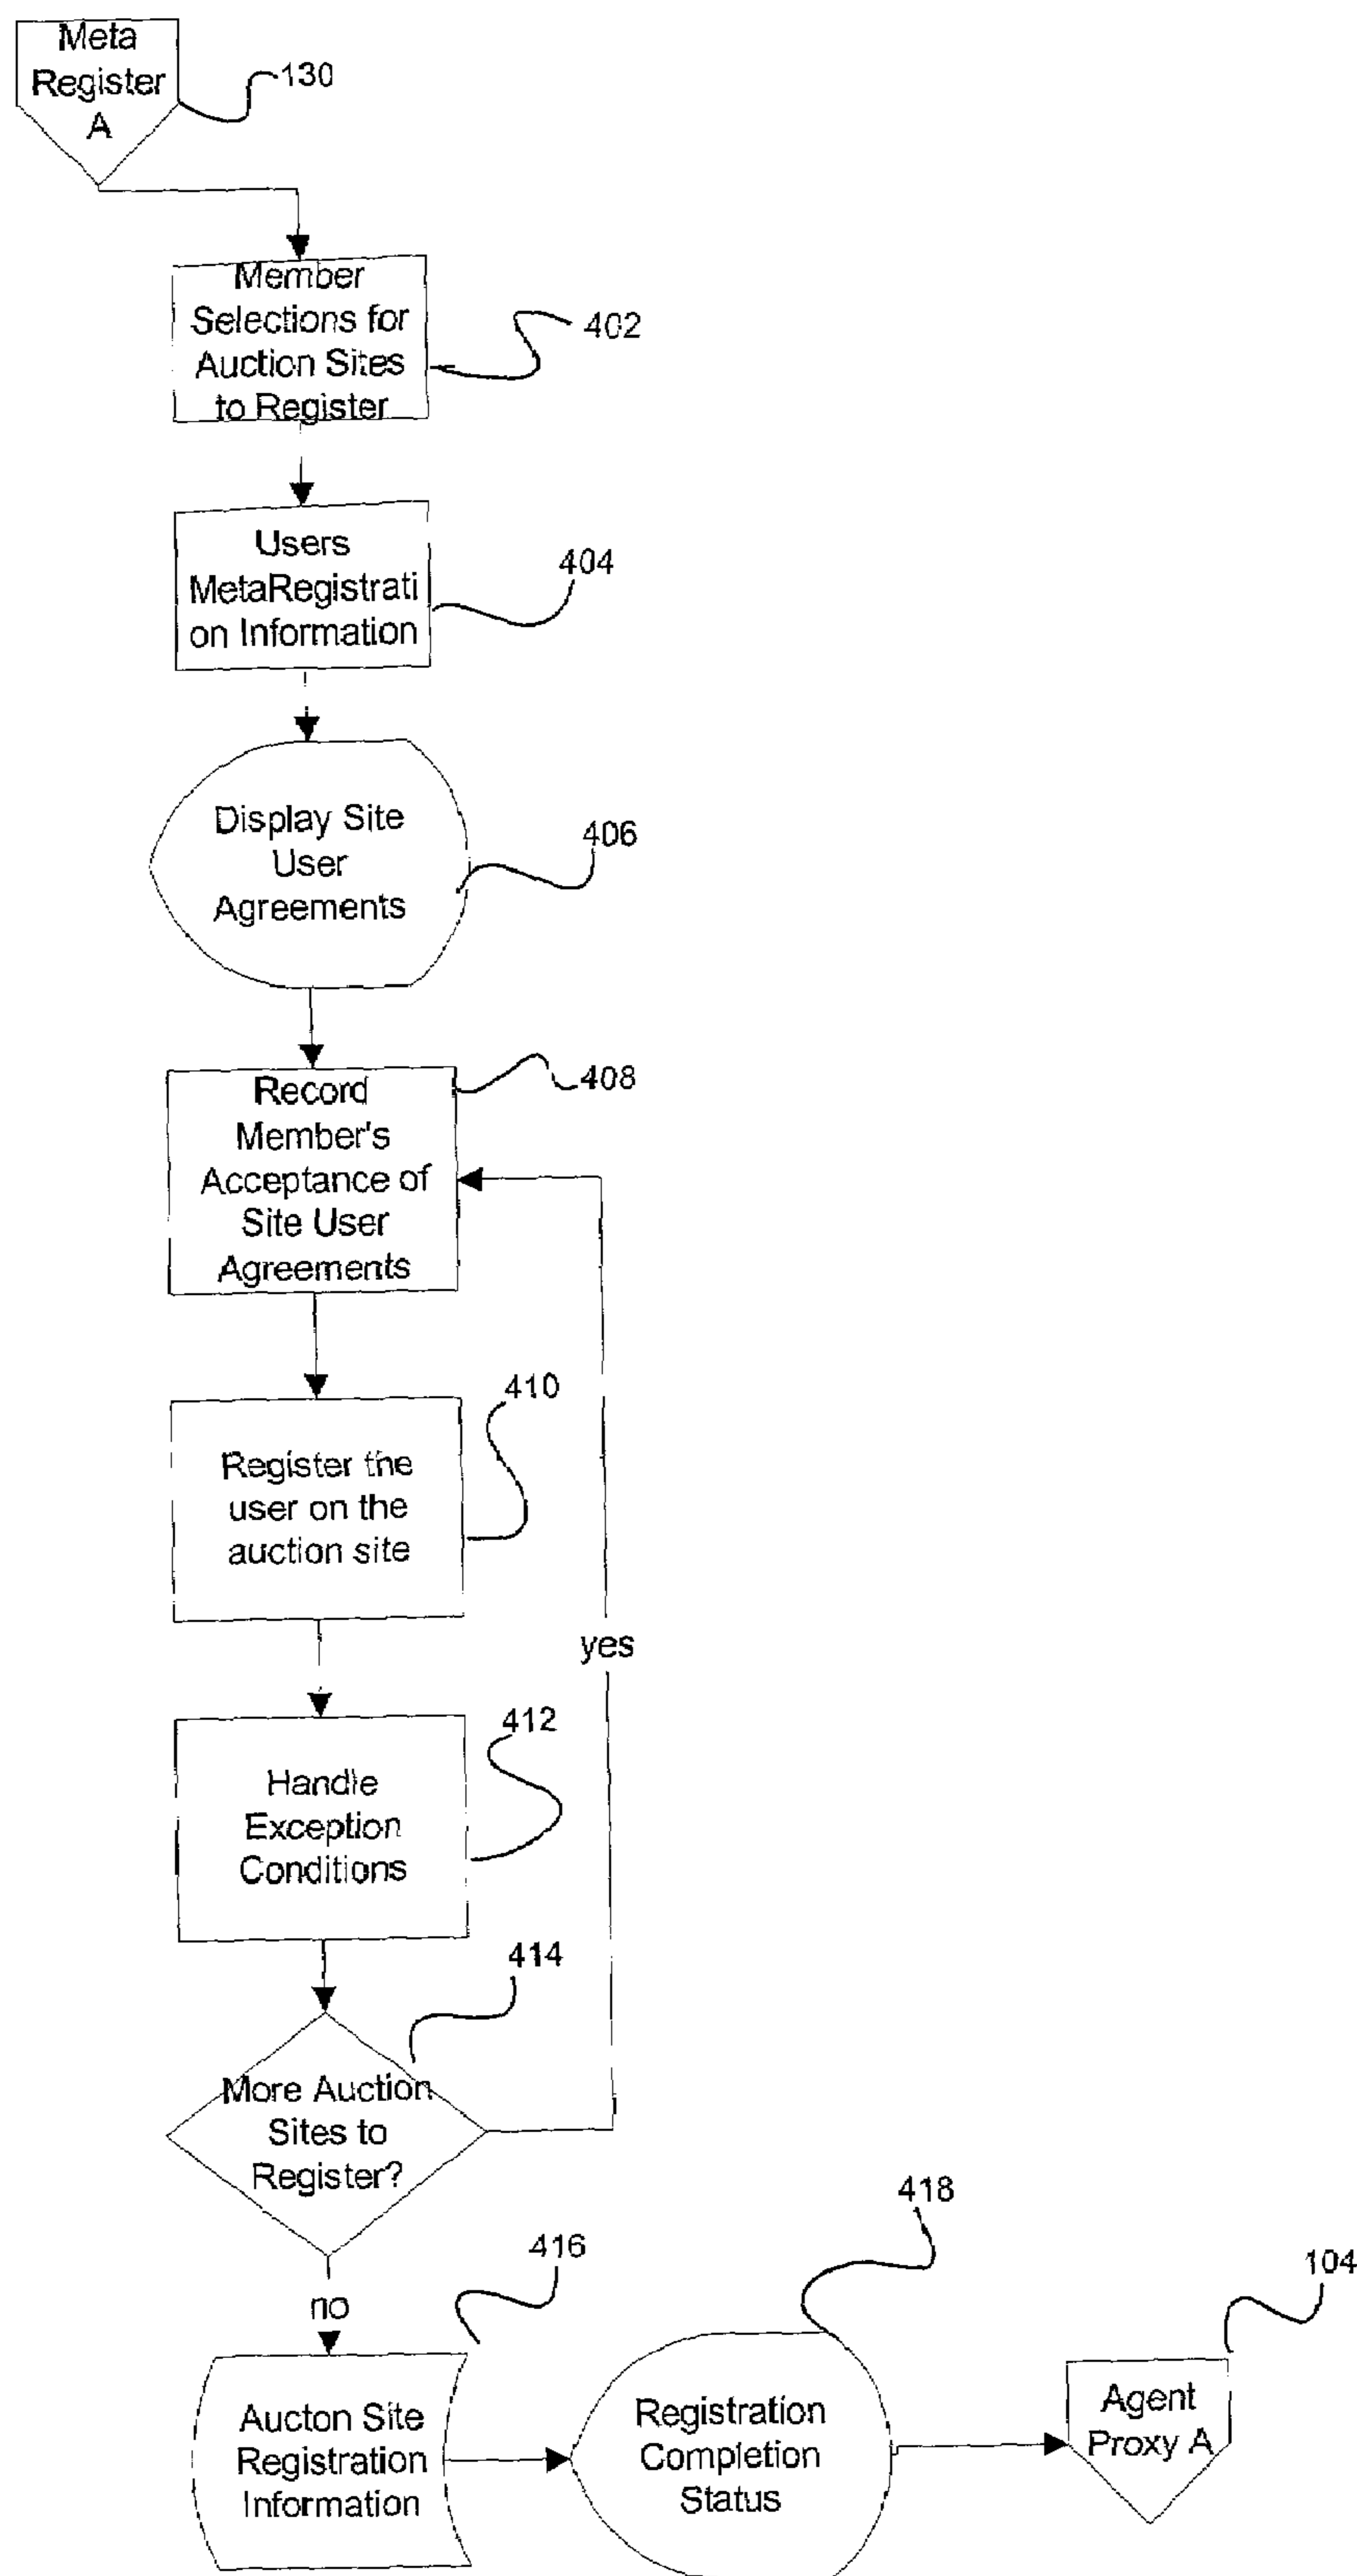 Meta
Register
A
130
Member
Selections for
Auction Sites
to Register
402
Users
MetaRegistrati
on Information
404
Display Site
User
Agreements
406
Record
Member's
Acceptance of
Site User
Agreements
408
Register the
user on the
auction site
410
yes
Handle
Exception
Conditions
412
More Auction
Sites to
Register?
414
no
Aucton Site
Registration
Information
416
Registration
Completion
Status
418
Agent
Proxy A
104